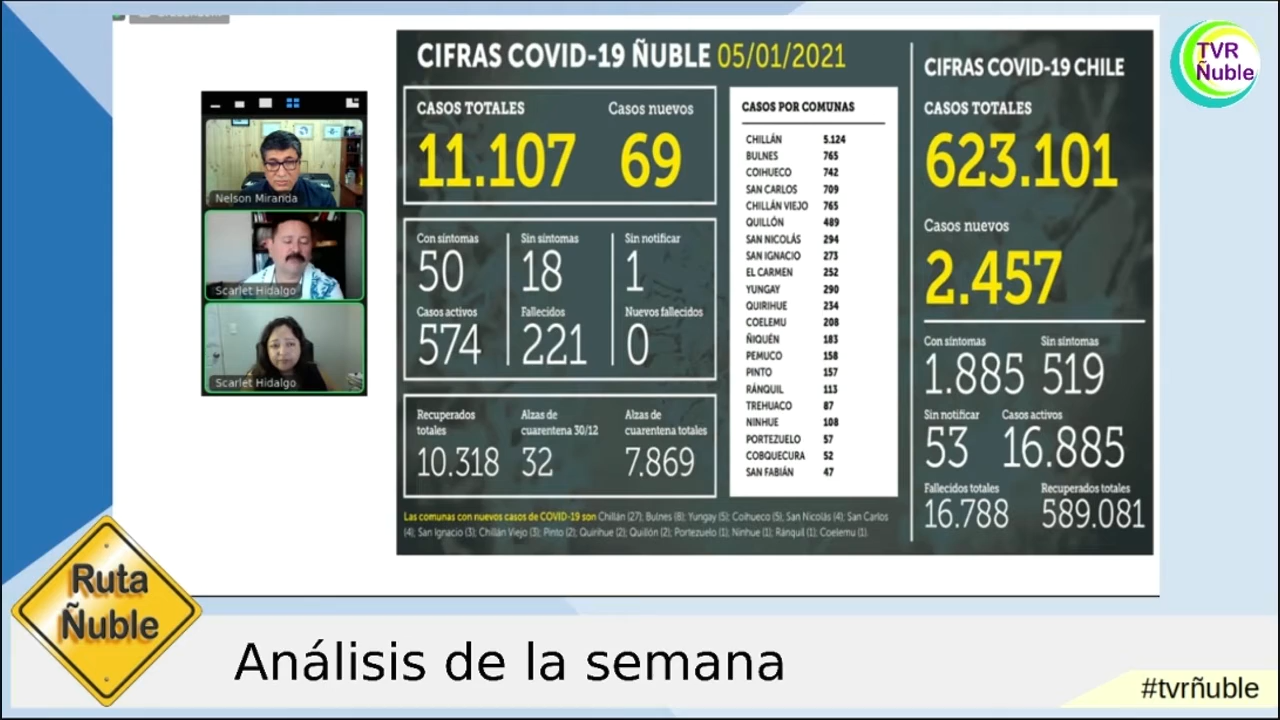 CIFRAS COVID-19 ÑUBLE 05/01/2021
CASOS TOTALES Casos nuevos
11.107 69
Con síntomas Sin síntomas Sin notificar
50 18 1
Casos activos Fallecidos Nuevos fallecidos
574 221 0
Recuperados totales Alzas de cuarentena 30/12 Alzas de cuarentena totales
10.318 32 7.869
CASOS POR COMUNAS
CHILLÁN 5.124
BULNES 765
COIHUECO 742
SAN CARLOS 709
CHILLÁN VIEJO 765
QUILLÓN 489
SAN NICOLÁS 294
SAN IGNACIO 273
EL CARMEN 252
YUNGAY 290
QUIRIHUE 234
COELEMU 208
ÑIQUÉN 183
PEMUCO 158
PINTO 157
RÁNQUIL 113
TREHUACO 87
NINHUE 108
PORTEZUELO 57
COBQUECURA 52
SAN FABIÁN 47
Las comunas con nuevos casos de COVID-19 son Chillán (27); Bulnes (8); Yungay (5); Coihueco (5), San Nicolás (4); San Carlos
(4); San Ignacio (3); Chillán Viejo (3); Pinto (2); Quirihue (2); Quillón (2); Portezuelo (1); Ninhue (1); Ránquil (1); Coelemu (1).
CIFRAS COVID-19 CHILE
CASOS TOTALES
623.101
Casos nuevos
2.457
Con síntomas Sin síntomas
1.885 519
Sin notificar Casos activos
53 16.885
Fallecidos totales Recuperados totales
16.788 589.081
TVR
Ñuble
Nelson Miranda
Scarlet Hidalgo
Scarlet Hidalgo
Ruta
Ñuble
Análisis de la semana
#tvrñuble